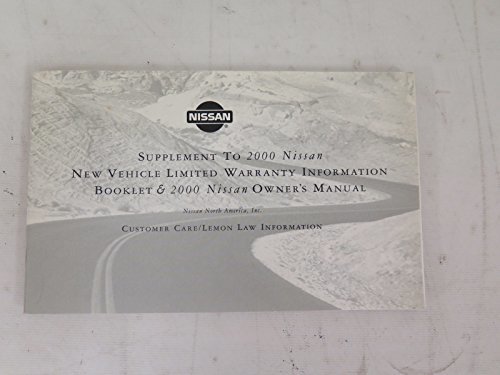 NISSAN
SUPPLEMENT TO 2000 Nissan
NEW VEHICLE LIMITED WARRANTY INFORMATION
BOOKLET & 2000 Nissan OWNER'S MANUAL
Nissan North America, Inc.
CUSTOMER CARE/LEMON LAW INFORMATION